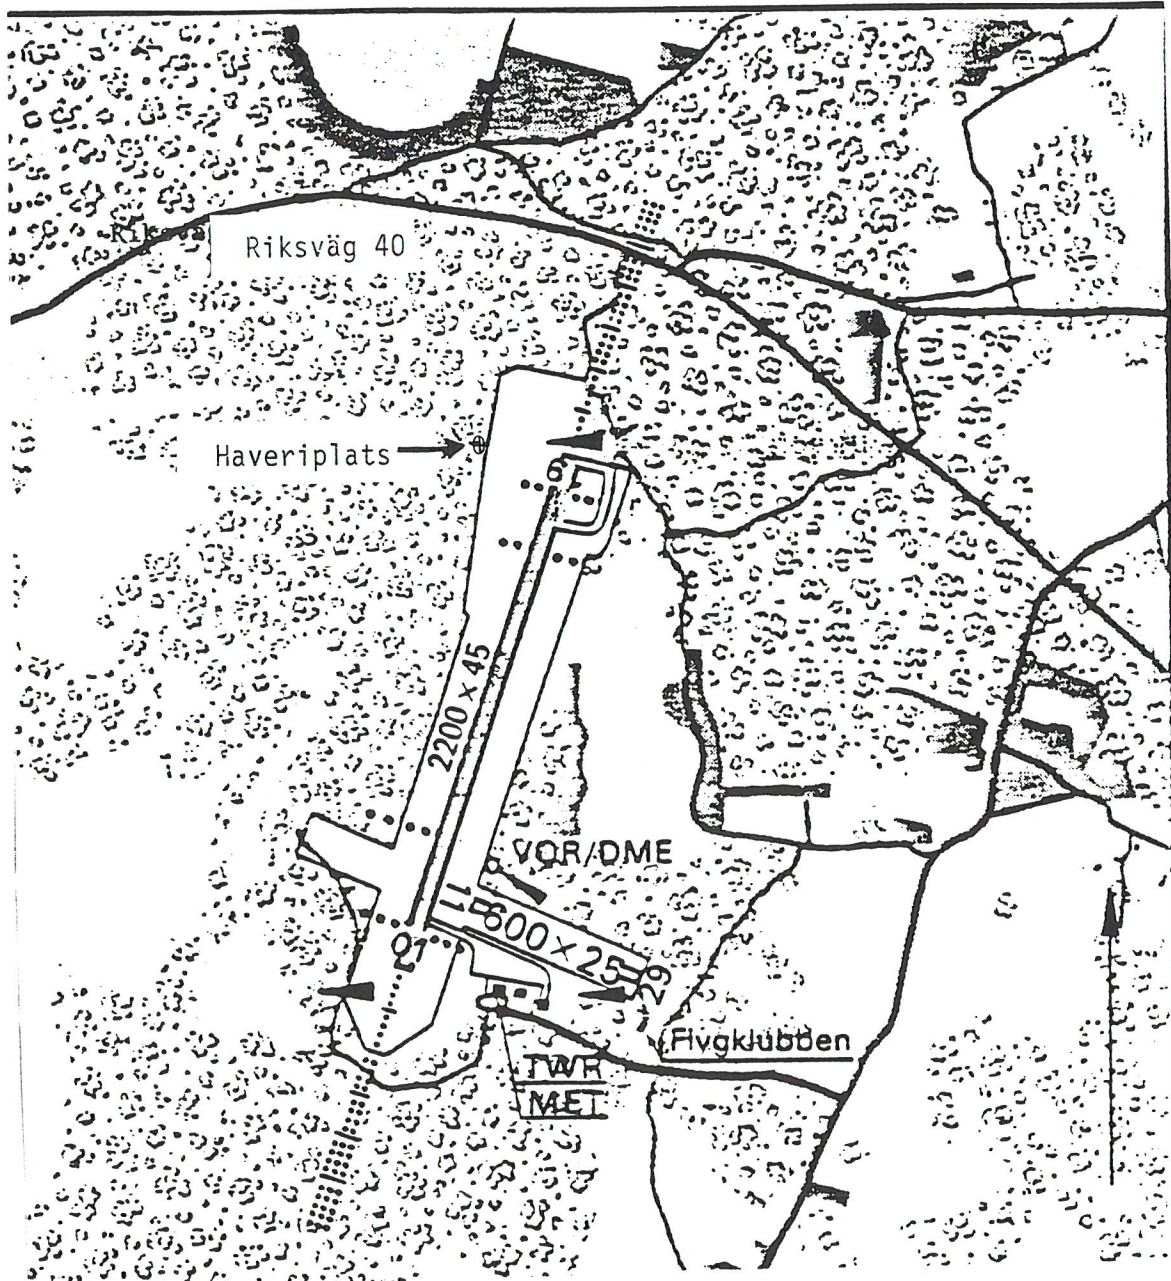 Riksväg 40
Haveriplats
19
2200 × 45
VOR/DME
11
600 × 25
29
01
Flygklubben
TWR
MET